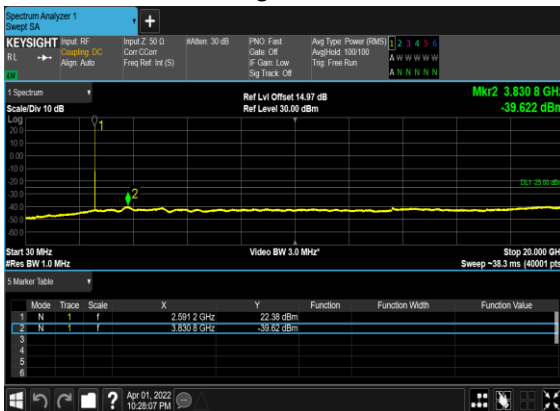 Spectrum Analyzer 1
Swept SA
KEYSIGHT
RL
LV
Input: RF
Coupling: DC
Align: Auto
Input Z: 50 Ω
Corr CCorr
Freq Ref: Int (S)
#Atten: 30 dB
PNO: Fast
Gate: Off
IF Gain: Low
Sig Track: Off
Avg Type: Power (RMS)
Avg|Hold: 100/100
Trig: Free Run
1 2 3 4 5 6
A W W W W W
A N N N N N
1 Spectrum
Scale/Div 10 dB
Ref Lvl Offset 14.97 dB
Ref Level 30.00 dBm
Mkr2 3.830 8 GHz
-39.622 dBm
Log
20.0
10.0
0.00
-10.0
-20.0
-30.0
-40.0
-50.0
-60.0
1
2
DL1 -25.00 dBm
Start 30 MHz
#Res BW 1.0 MHz
Video BW 3.0 MHz*
Stop 20.000 GH
Sweep ~38.3 ms (40001 pts
5 Marker Table
Mode Trace Scale X Y Function Function Width Function Value
1 N 1 f 2.591 2 GHz 22.38 dBm
2 N 1 f 3.830 8 GHz -39.62 dBm
3
4
5
6
?
Apr 01, 2022
10:28:07 PM